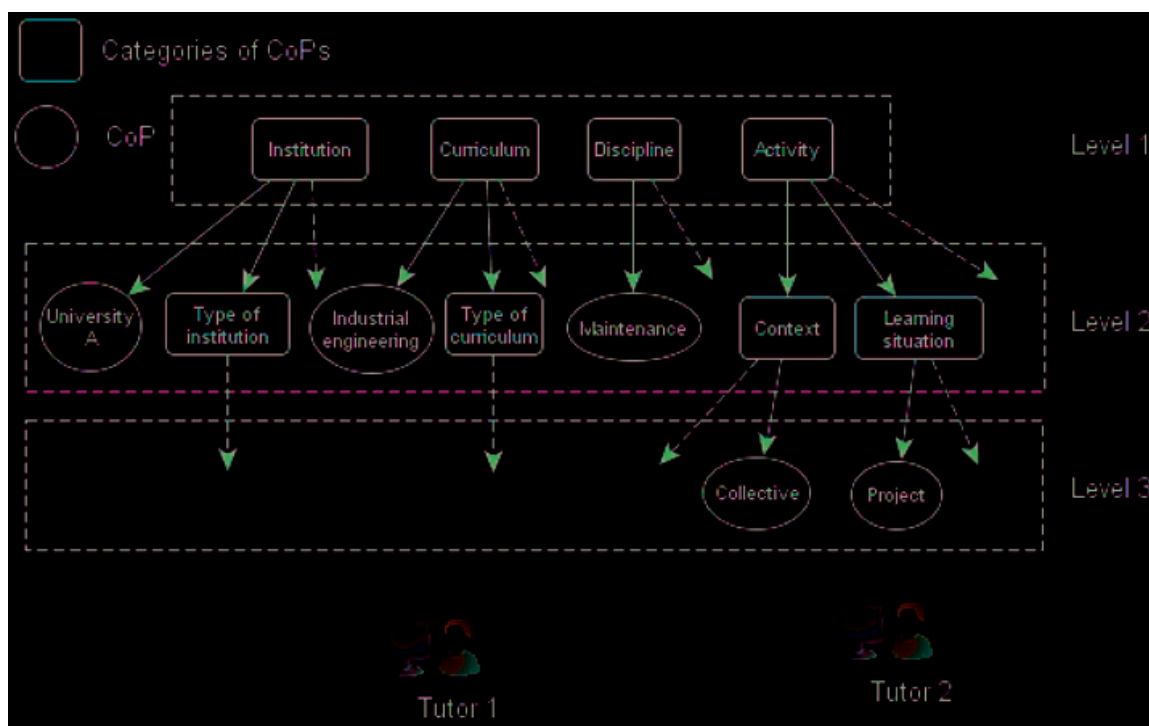 Categories of CoPs
CoP
Institution
Curriculum
Discipline
Activity
Level 1
University
A
Type of
institution
Industrial
engineering
Type of
curriculum
Maintenance
Context
Learning
situation
Level 2
Collective
Project
Level 3
Tutor 1
Tutor 2